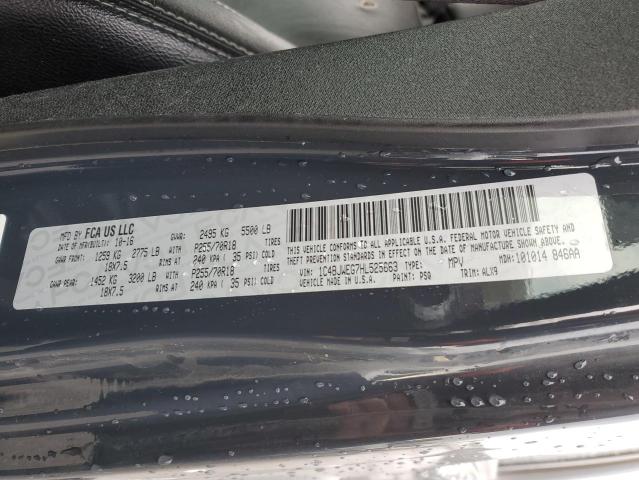 MFD BY FCA US LLC
DATE OF MFR(BUILT): 10-16
GVWR: 2495 KG 5500 LB
GAWR FRONT: 1259 KG 2775 LB P255/70R18 TIRES
18X7.5 RIMS AT 240 KPA ( 35 PSI) COLD
GAWR REAR: 1452 KG 3200 LB P255/70R18 TIRES
18X7.5 RIMS AT 240 KPA ( 35 PSI) COLD
THIS VEHICLE CONFORMS TO ALL APPLICABLE U.S.A. FEDERAL MOTOR VEHICLE SAFETY,
BUMPER, AND THEFT PREVENTION STANDARDS IN EFFECT ON THE DATE OF MANUFACTURE SHOWN ABOVE.
VIN: TYPE: MPV MDH: 101014 846AA
VEHICLE MADE IN U.S.A. PAINT: PSQ TRIM: ALX9